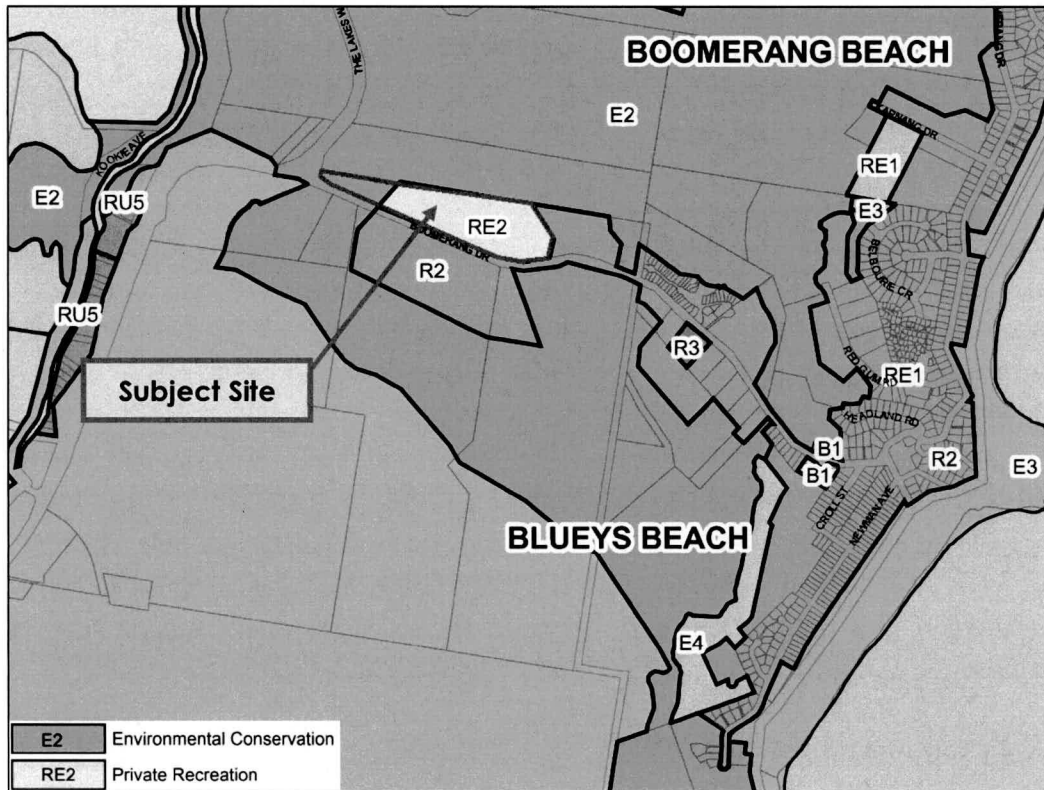 BOOMERANG BEACH
THE LAKES W
E2
KOOKIE AVE
E2
RU5
RE1
E3
RE2
BOOMERANG DR
R2
BELBOURIE CR
RU5
R3
RED GUM RD
RE1
Subject Site
HEADLAND RD
B1
B1
R2
E3
CROLL ST
NEWMAN AVE
BLUEYS BEACH
E4
E2 Environmental Conservation
RE2 Private Recreation